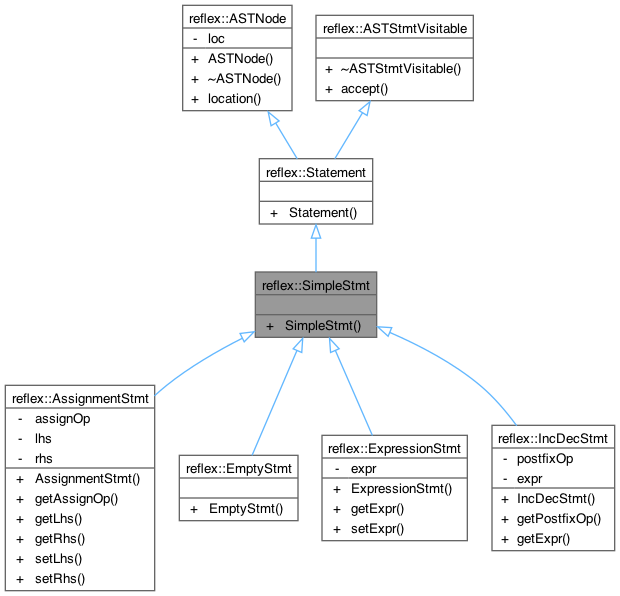 reflex::ASTNode
- loc
+ ASTNode()
+ ~ASTNode()
+ location()
reflex::ASTStmtVisitable
+ ~ASTStmtVisitable()
+ accept()
reflex::Statement
+ Statement()
reflex::SimpleStmt
+ SimpleStmt()
reflex::AssignmentStmt
- assignOp
- lhs
- rhs
+ AssignmentStmt()
+ getAssignOp()
+ getLhs()
+ getRhs()
+ setLhs()
+ setRhs()
reflex::EmptyStmt
+ EmptyStmt()
reflex::ExpressionStmt
- expr
+ ExpressionStmt()
+ getExpr()
+ setExpr()
reflex::IncDecStmt
- postfixOp
- expr
+ IncDecStmt()
+ getPostfixOp()
+ getExpr()